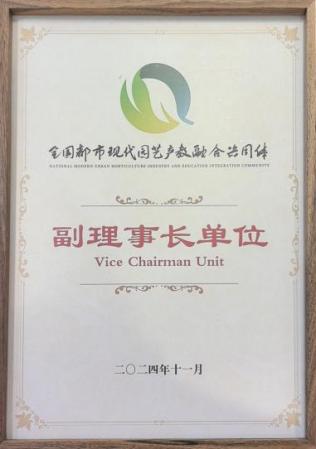 全国都市现代园艺产教融合共同体
NATIONAL MODERN URBAN HORTICULTURE INDUSTRY AND EDUCATION INTEGRATION COMMUNITY
副理事长单位
Vice Chairman Unit
二〇二四年十一月